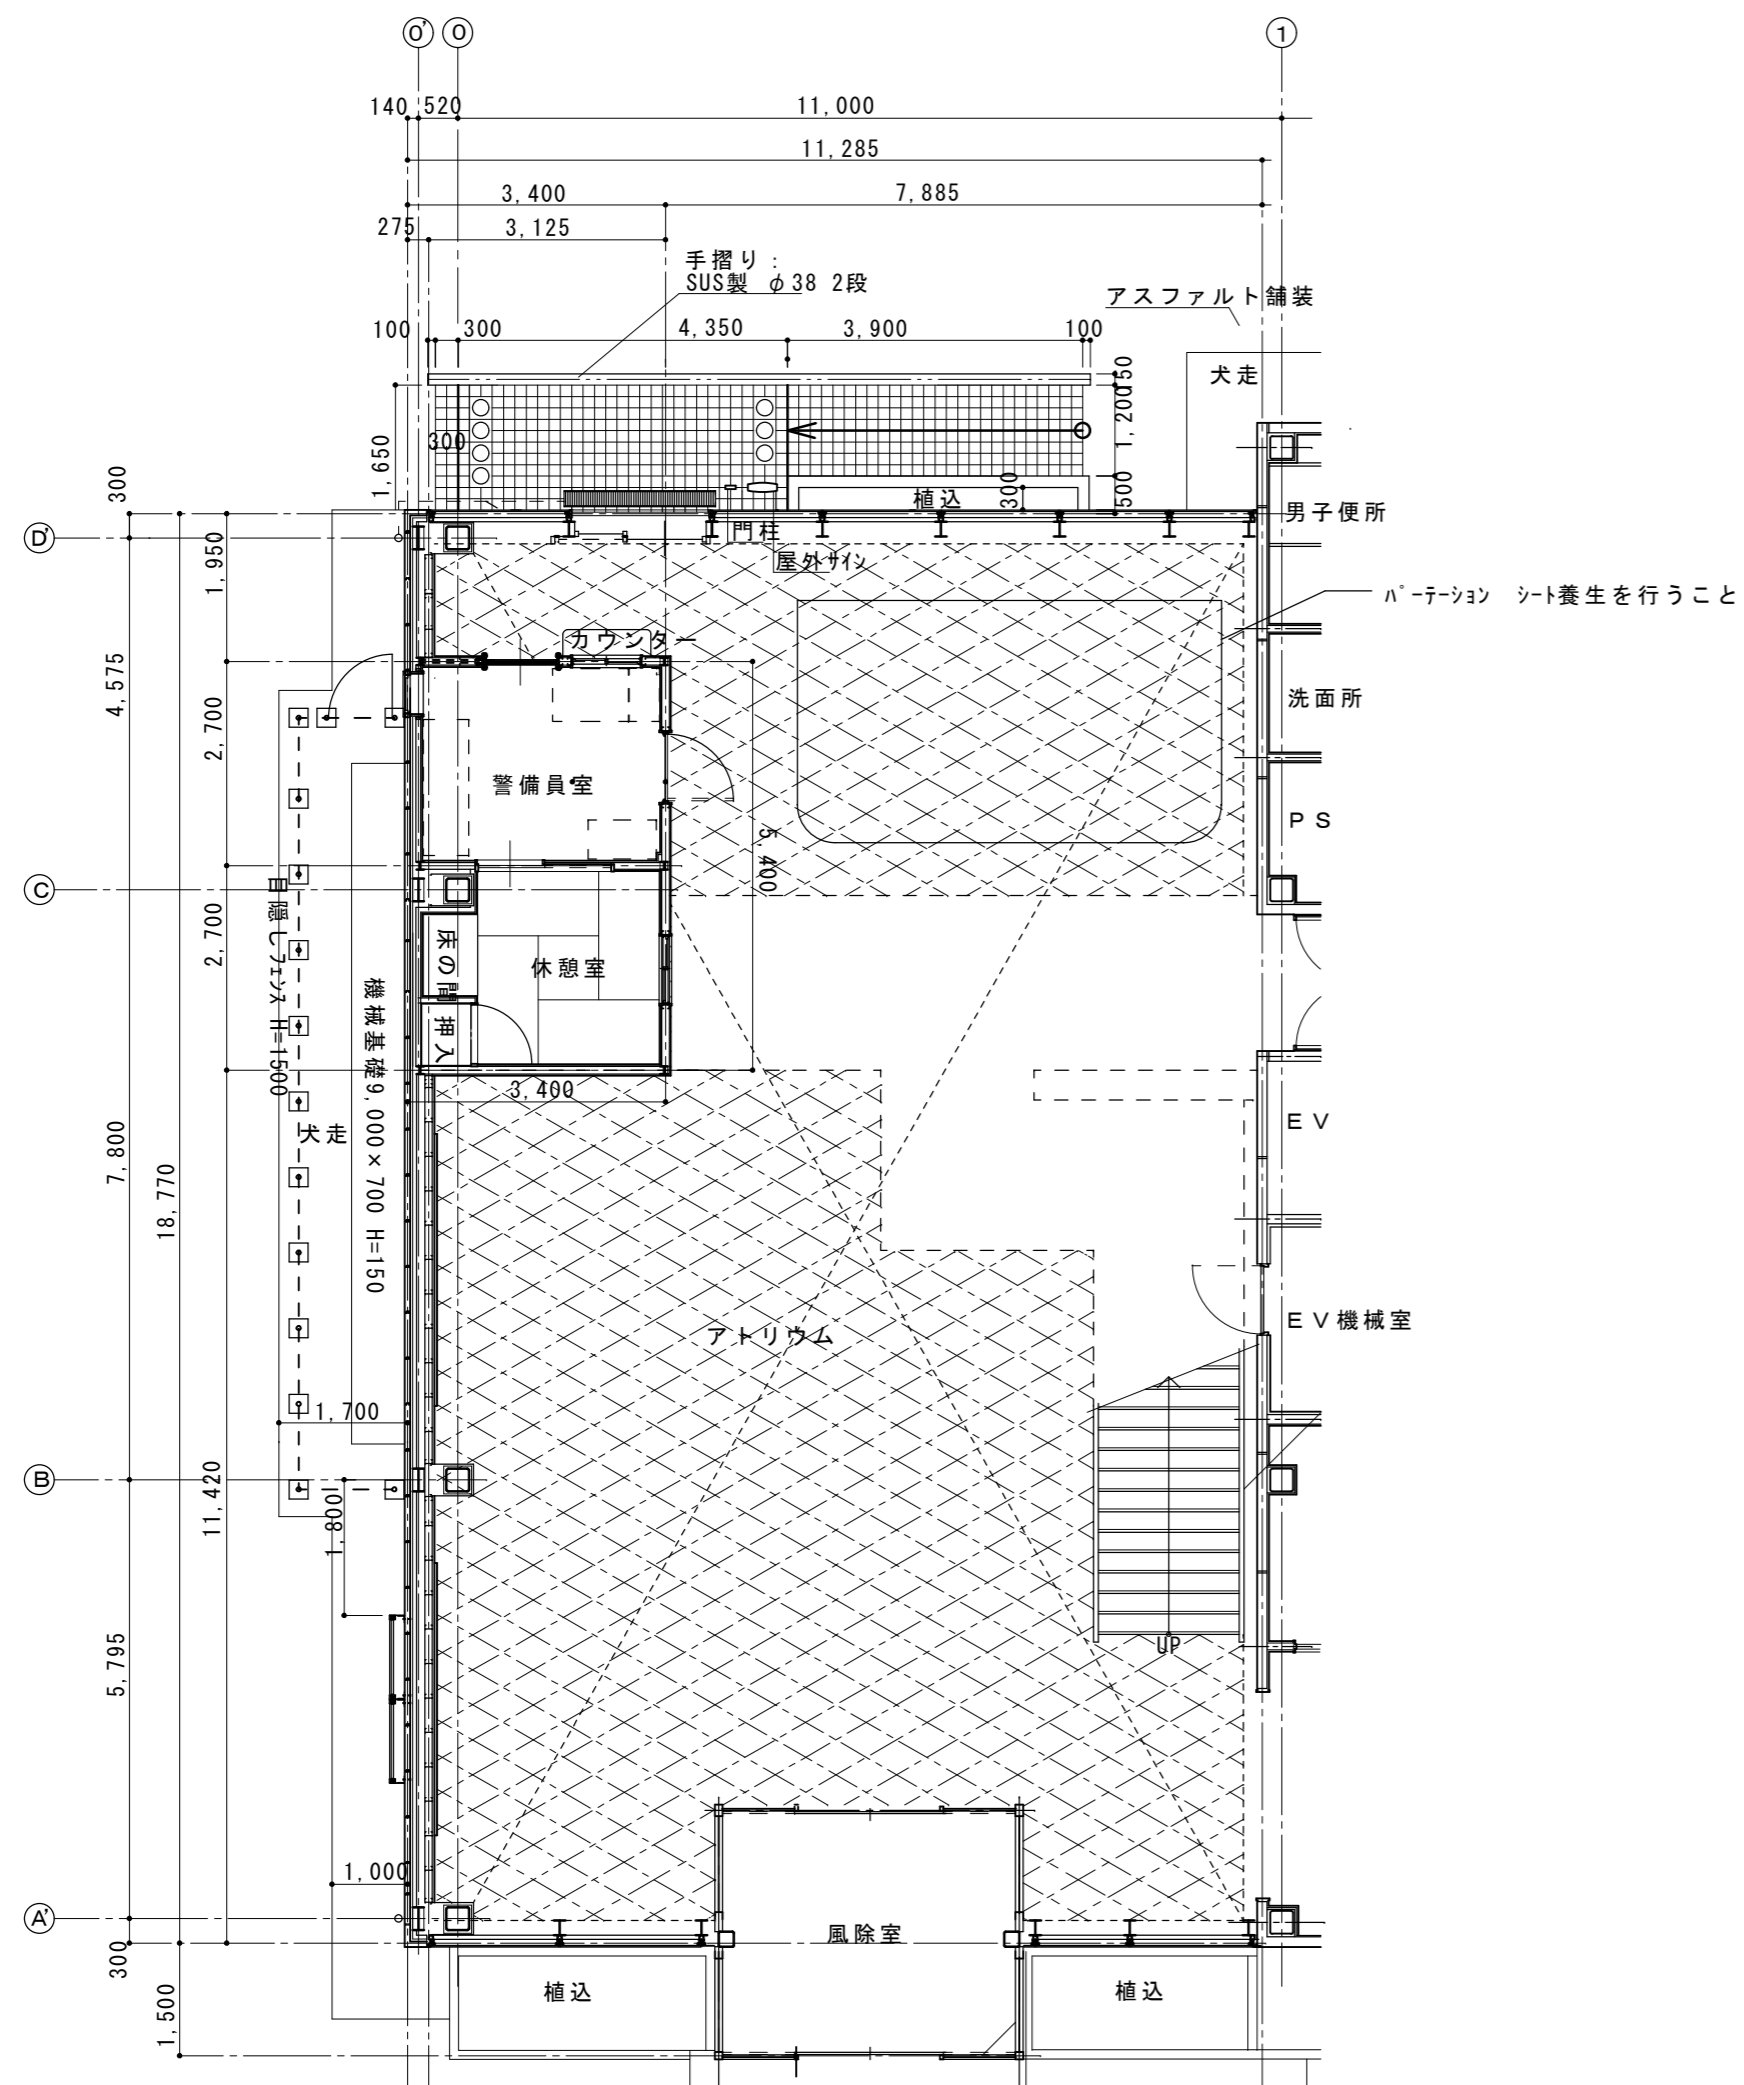 O' O 1
140 520 11,000
11,285
3,400 7,885
275 3,125
手摺り:
SUS製 φ38 2段
アスファルト舗装
100 300 4,350 3,900 100
犬走
150
1,200
500
300
1,650
300
植込
300
D'
男子便所
門柱
屋外ｻｲﾝ
1,950
ﾊﾟｰﾃｰｼｮﾝ ｼｰﾄ養生を行うこと
カウンター
4,575
2,700
洗面所
警備員室
PS
5,400
C
目隠しﾌｪﾝｽ H=1500
2,700
床の間
休憩室
機械基礎9,000×700 H=150
押入
3,400
犬走
EV
7,800
18,770
EV機械室
アトリウム
1,700
B
11,420
1,800
UP
5,795
1,000
A'
風除室
300
植込
植込
1,500